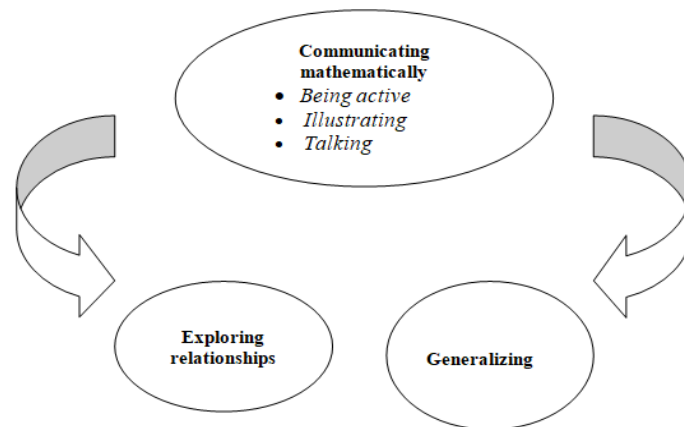 Communicating
mathematically
• Being active
• Illustrating
• Talking
Exploring
relationships
Generalizing